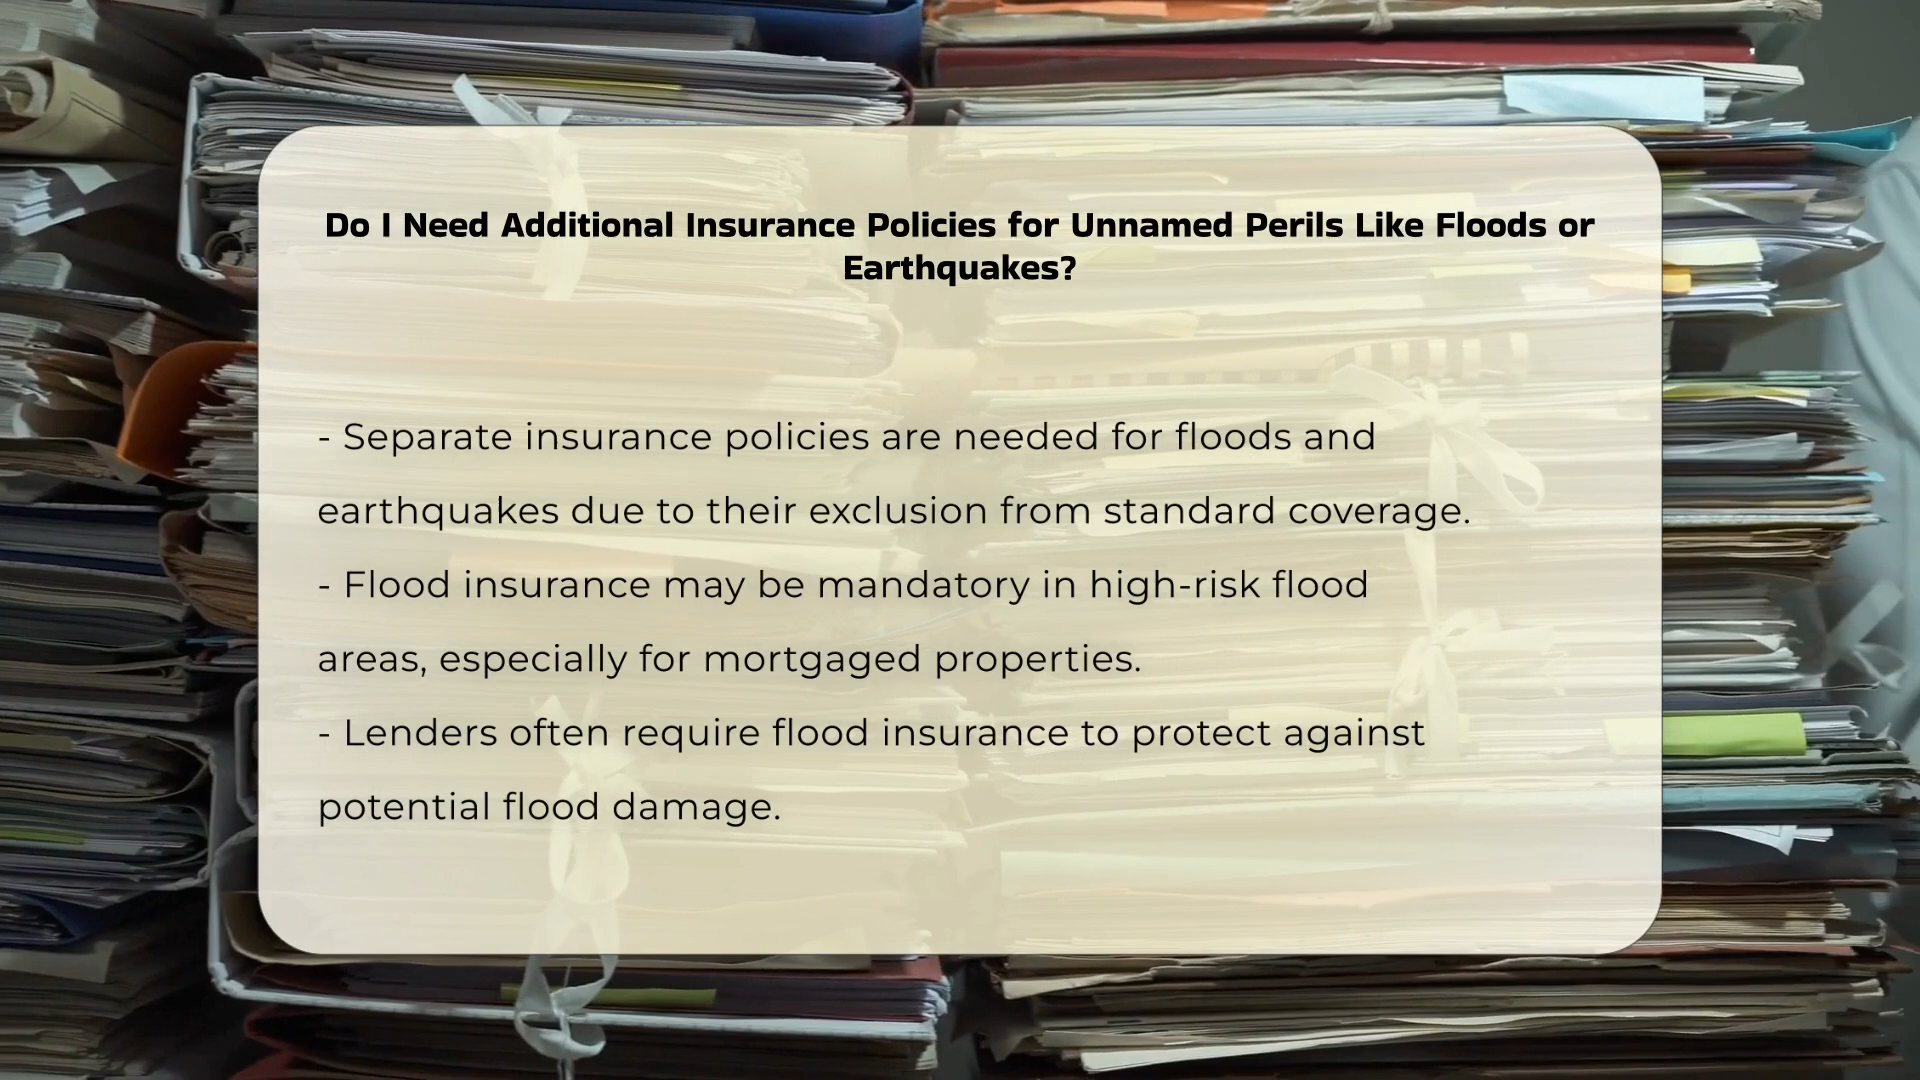 Do I Need Additional Insurance Policies for Unnamed Perils Like Floods or
Earthquakes?
- Separate insurance policies are needed for floods and
earthquakes due to their exclusion from standard coverage.
- Flood insurance may be mandatory in high-risk flood
areas, especially for mortgaged properties.
- Lenders often require flood insurance to protect against
potential flood damage.